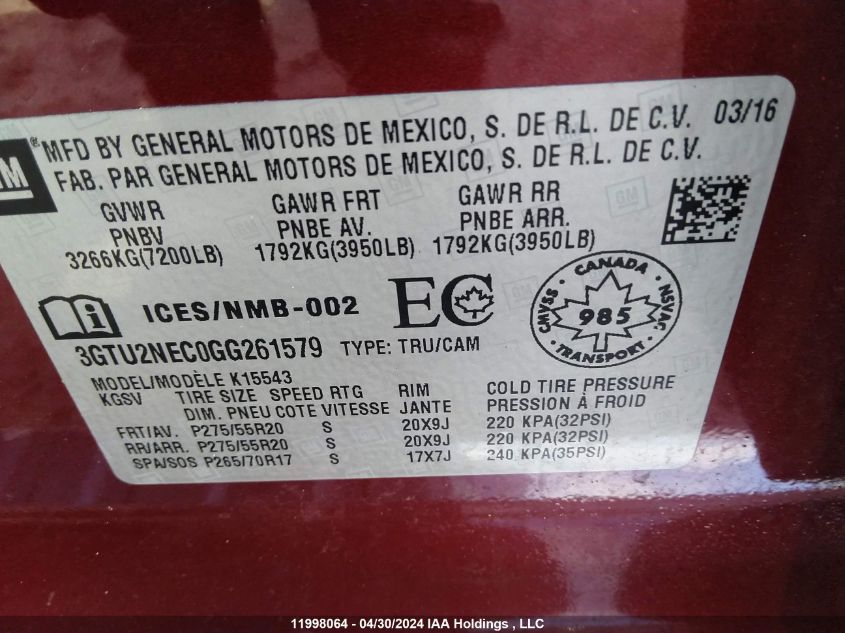 GM
MFD BY GENERAL MOTORS DE MEXICO, S. DE R.L. DE C.V. 03/16
FAB. PAR GENERAL MOTORS DE MEXICO, S. DE R.L. DE C.V.
GVWR GAWR FRT GAWR RR
PNBV PNBE AV. PNBE ARR.
3266KG(7200LB) 1792KG(3950LB) 1792KG(3950LB)
ICES/NMB-002 EC
CANADA
CMVSS 985 NSVAC
TRANSPORT
3GTU2NEC0GG261579 TYPE: TRU/CAM
MODEL/MODÈLE K15543
KGSV TIRE SIZE SPEED RTG RIM COLD TIRE PRESSURE
DIM. PNEU COTE VITESSE JANTE PRESSION À FROID
FRT/AV. P275/55R20 S 20X9J 220 KPA(32PSI)
RR/ARR. P275/55R20 S 20X9J 220 KPA(32PSI)
SPA/SOS P265/70R17 S 17X7J 240 KPA(35PSI)
11998064 - 04/30/2024 IAA Holdings , LLC